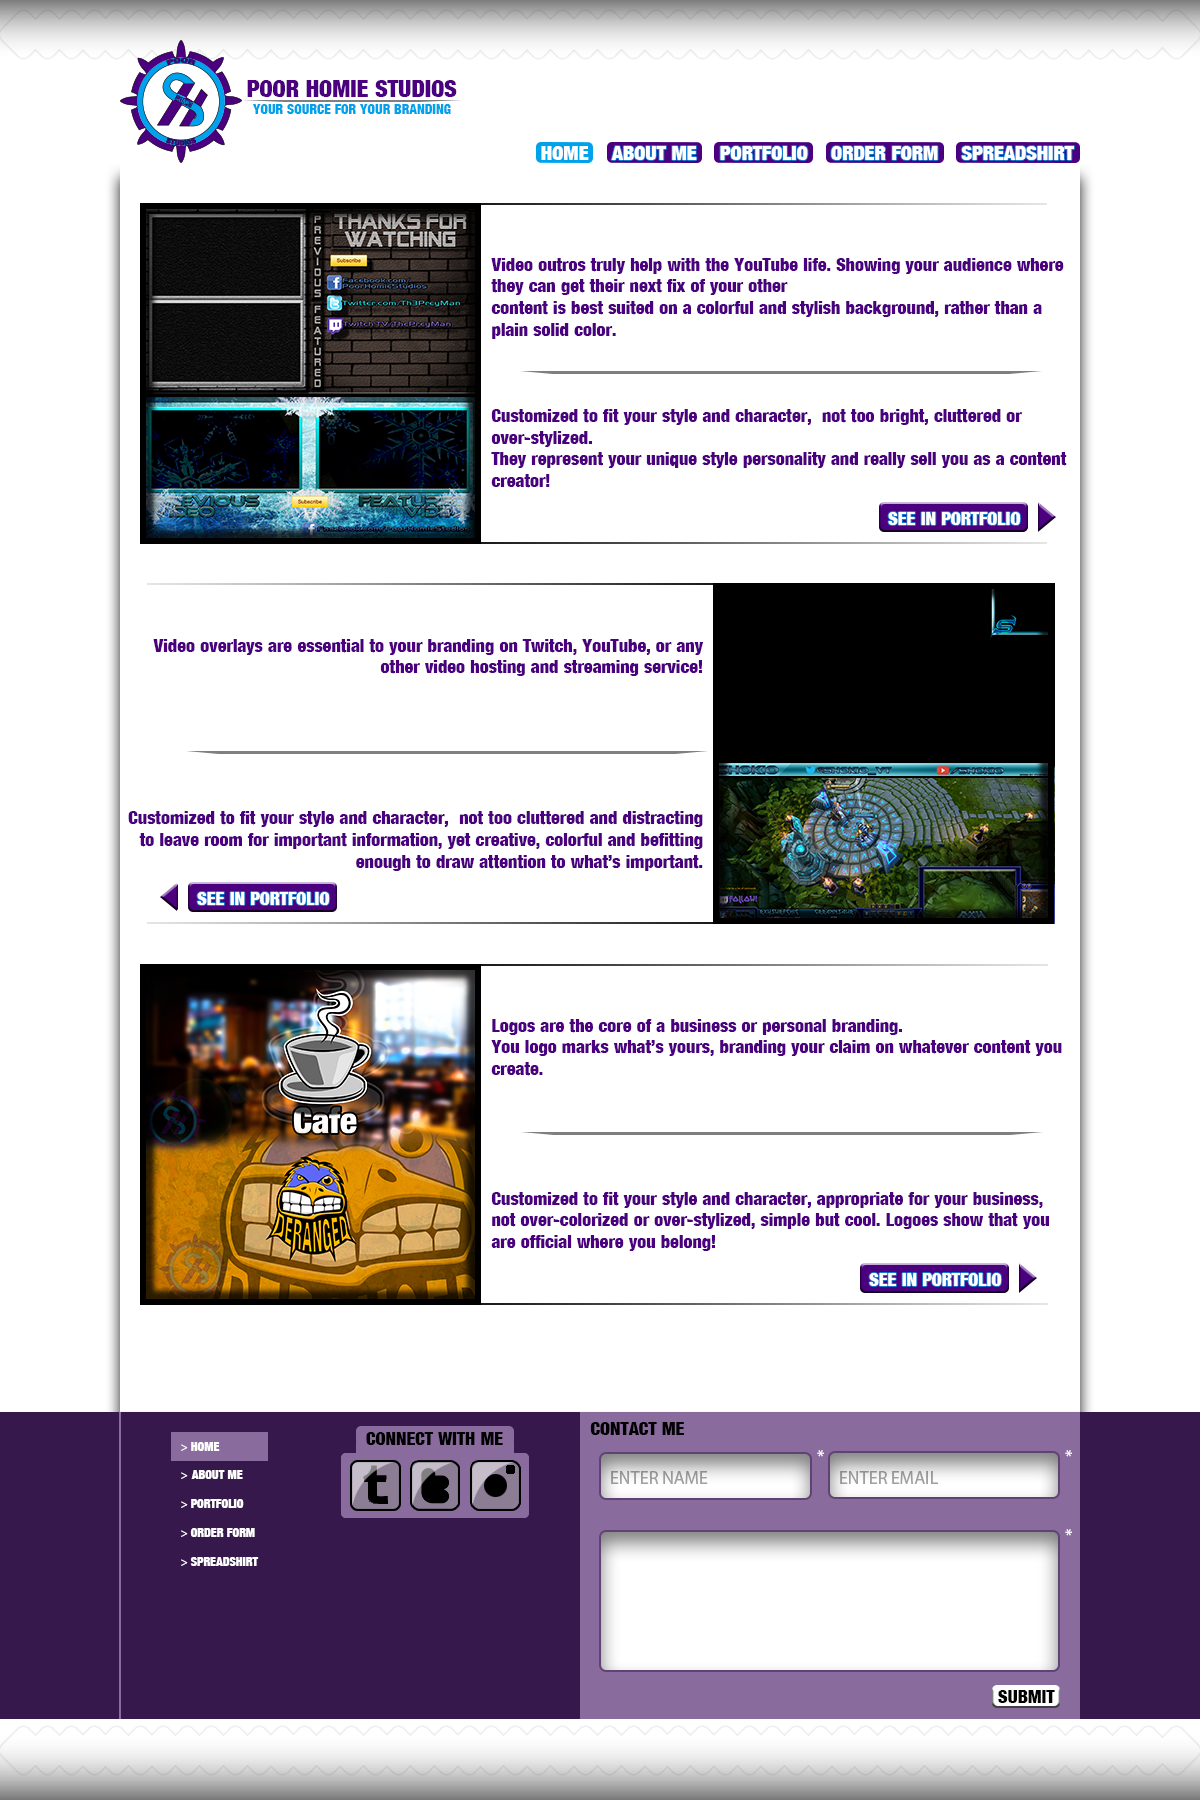 POOR
PHS
STUDIOS
POOR HOMIE STUDIOS
YOUR SOURCE FOR YOUR BRANDING
HOME
ABOUT ME
PORTFOLIO
ORDER FORM
SPREADSHIRT
PREVIOUS FEATURED
THANKS FOR
WATCHING
Subscribe
Facebook.com/
PoorHomieStudios
Twitter.com/Th3PreyMan
Twitch.TV/ThePreyMan
Subscribe
Video outros truly help with the YouTube life. Showing your audience where
they can get their next fix of your other
content is best suited on a colorful and stylish background, rather than a
plain solid color.
Customized to fit your style and character,  not too bright, cluttered or
over-stylized.
They represent your unique style personality and really sell you as a content
creator!
SEE IN PORTFOLIO
Video overlays are essential to your branding on Twitch, YouTube, or any
other video hosting and streaming service!
Customized to fit your style and character,  not too cluttered and distracting
to leave room for important information, yet creative, colorful and befitting
enough to draw attention to what's important.
SEE IN PORTFOLIO
Cafe
DERANGED
Logos are the core of a business or personal branding.
You logo marks what's yours, branding your claim on whatever content you
create.
Customized to fit your style and character, appropriate for your business,
not over-colorized or over-stylized, simple but cool. Logoes show that you
are official where you belong!
SEE IN PORTFOLIO
> HOME
> ABOUT ME
> PORTFOLIO
> ORDER FORM
> SPREADSHIRT
CONNECT WITH ME
CONTACT ME
ENTER NAME *
ENTER EMAIL *
*
SUBMIT